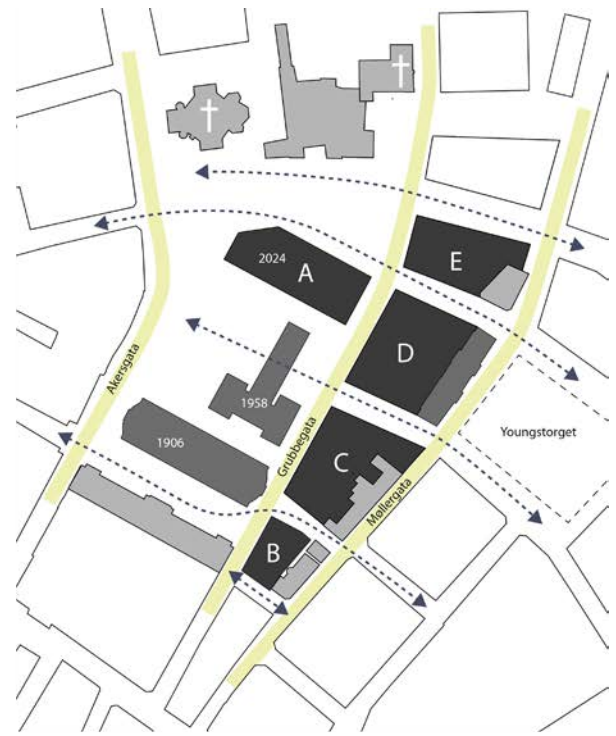 E
2024
A
D
Akersgata
1958
Youngstorget
Grubbegata
1906
C
Møllergata
B